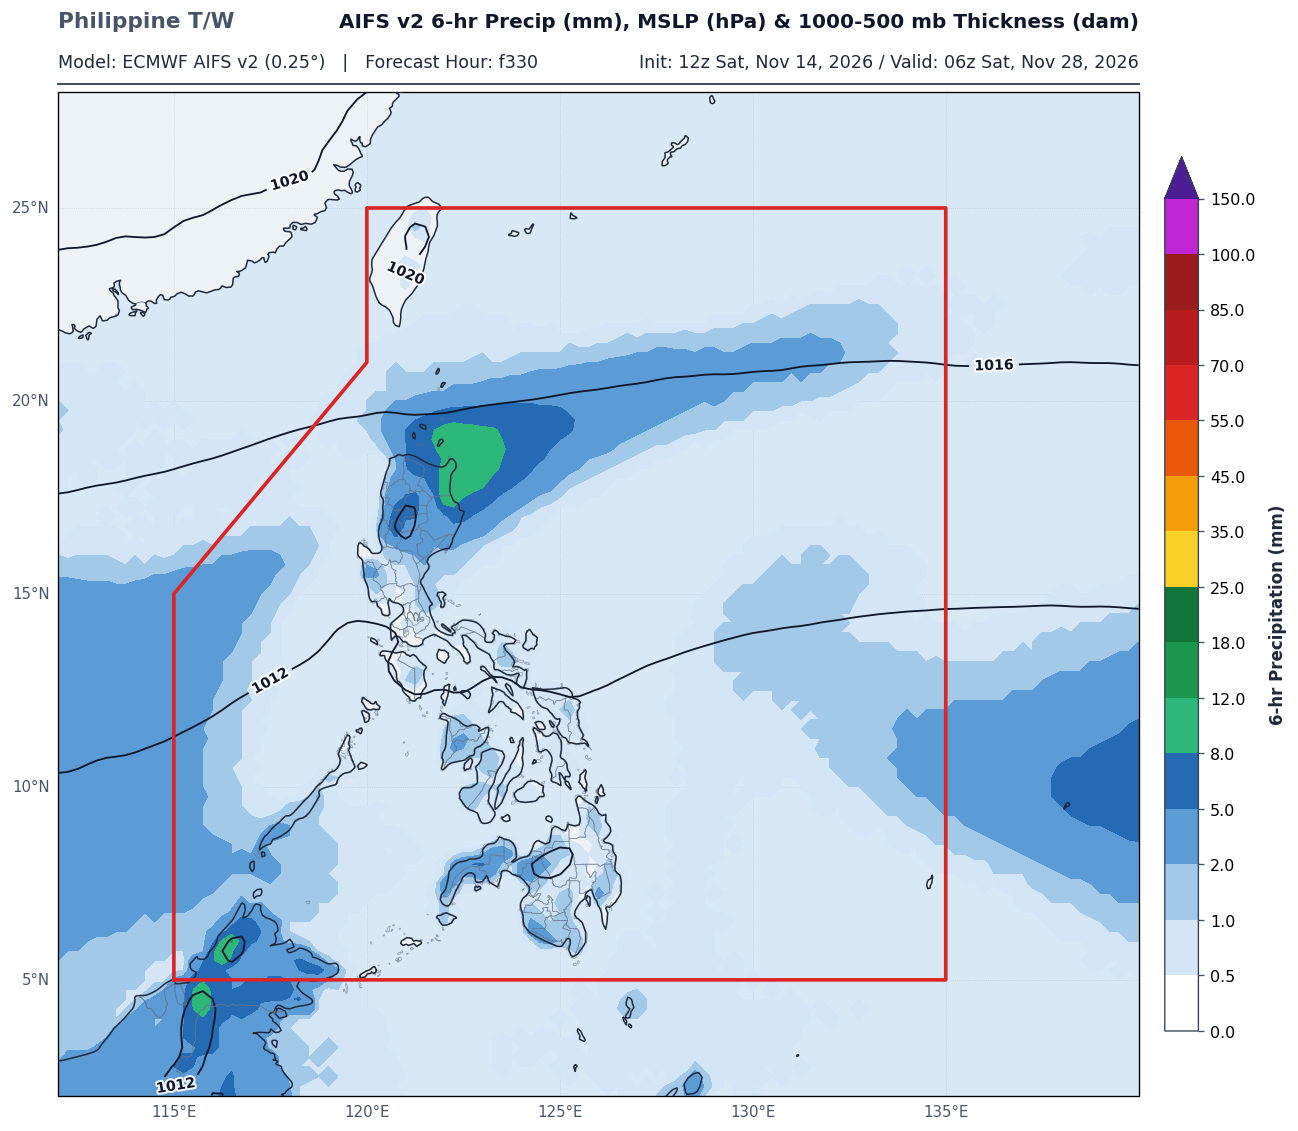 Philippine T/W
AIFS v2 6-hr Precip (mm), MSLP (hPa) & 1000-500 mb Thickness (dam)
Model: ECMWF AIFS v2 (0.25°) | Forecast Hour: f330
Init: 12z Sat, Nov 14, 2026 / Valid: 06z Sat, Nov 28, 2026
1020
1020
1016
1012
1012
25°N
20°N
15°N
10°N
5°N
115°E
120°E
125°E
130°E
135°E
150.0
100.0
85.0
70.0
55.0
45.0
35.0
25.0
18.0
12.0
8.0
5.0
2.0
1.0
0.5
0.0
6-hr Precipitation (mm)